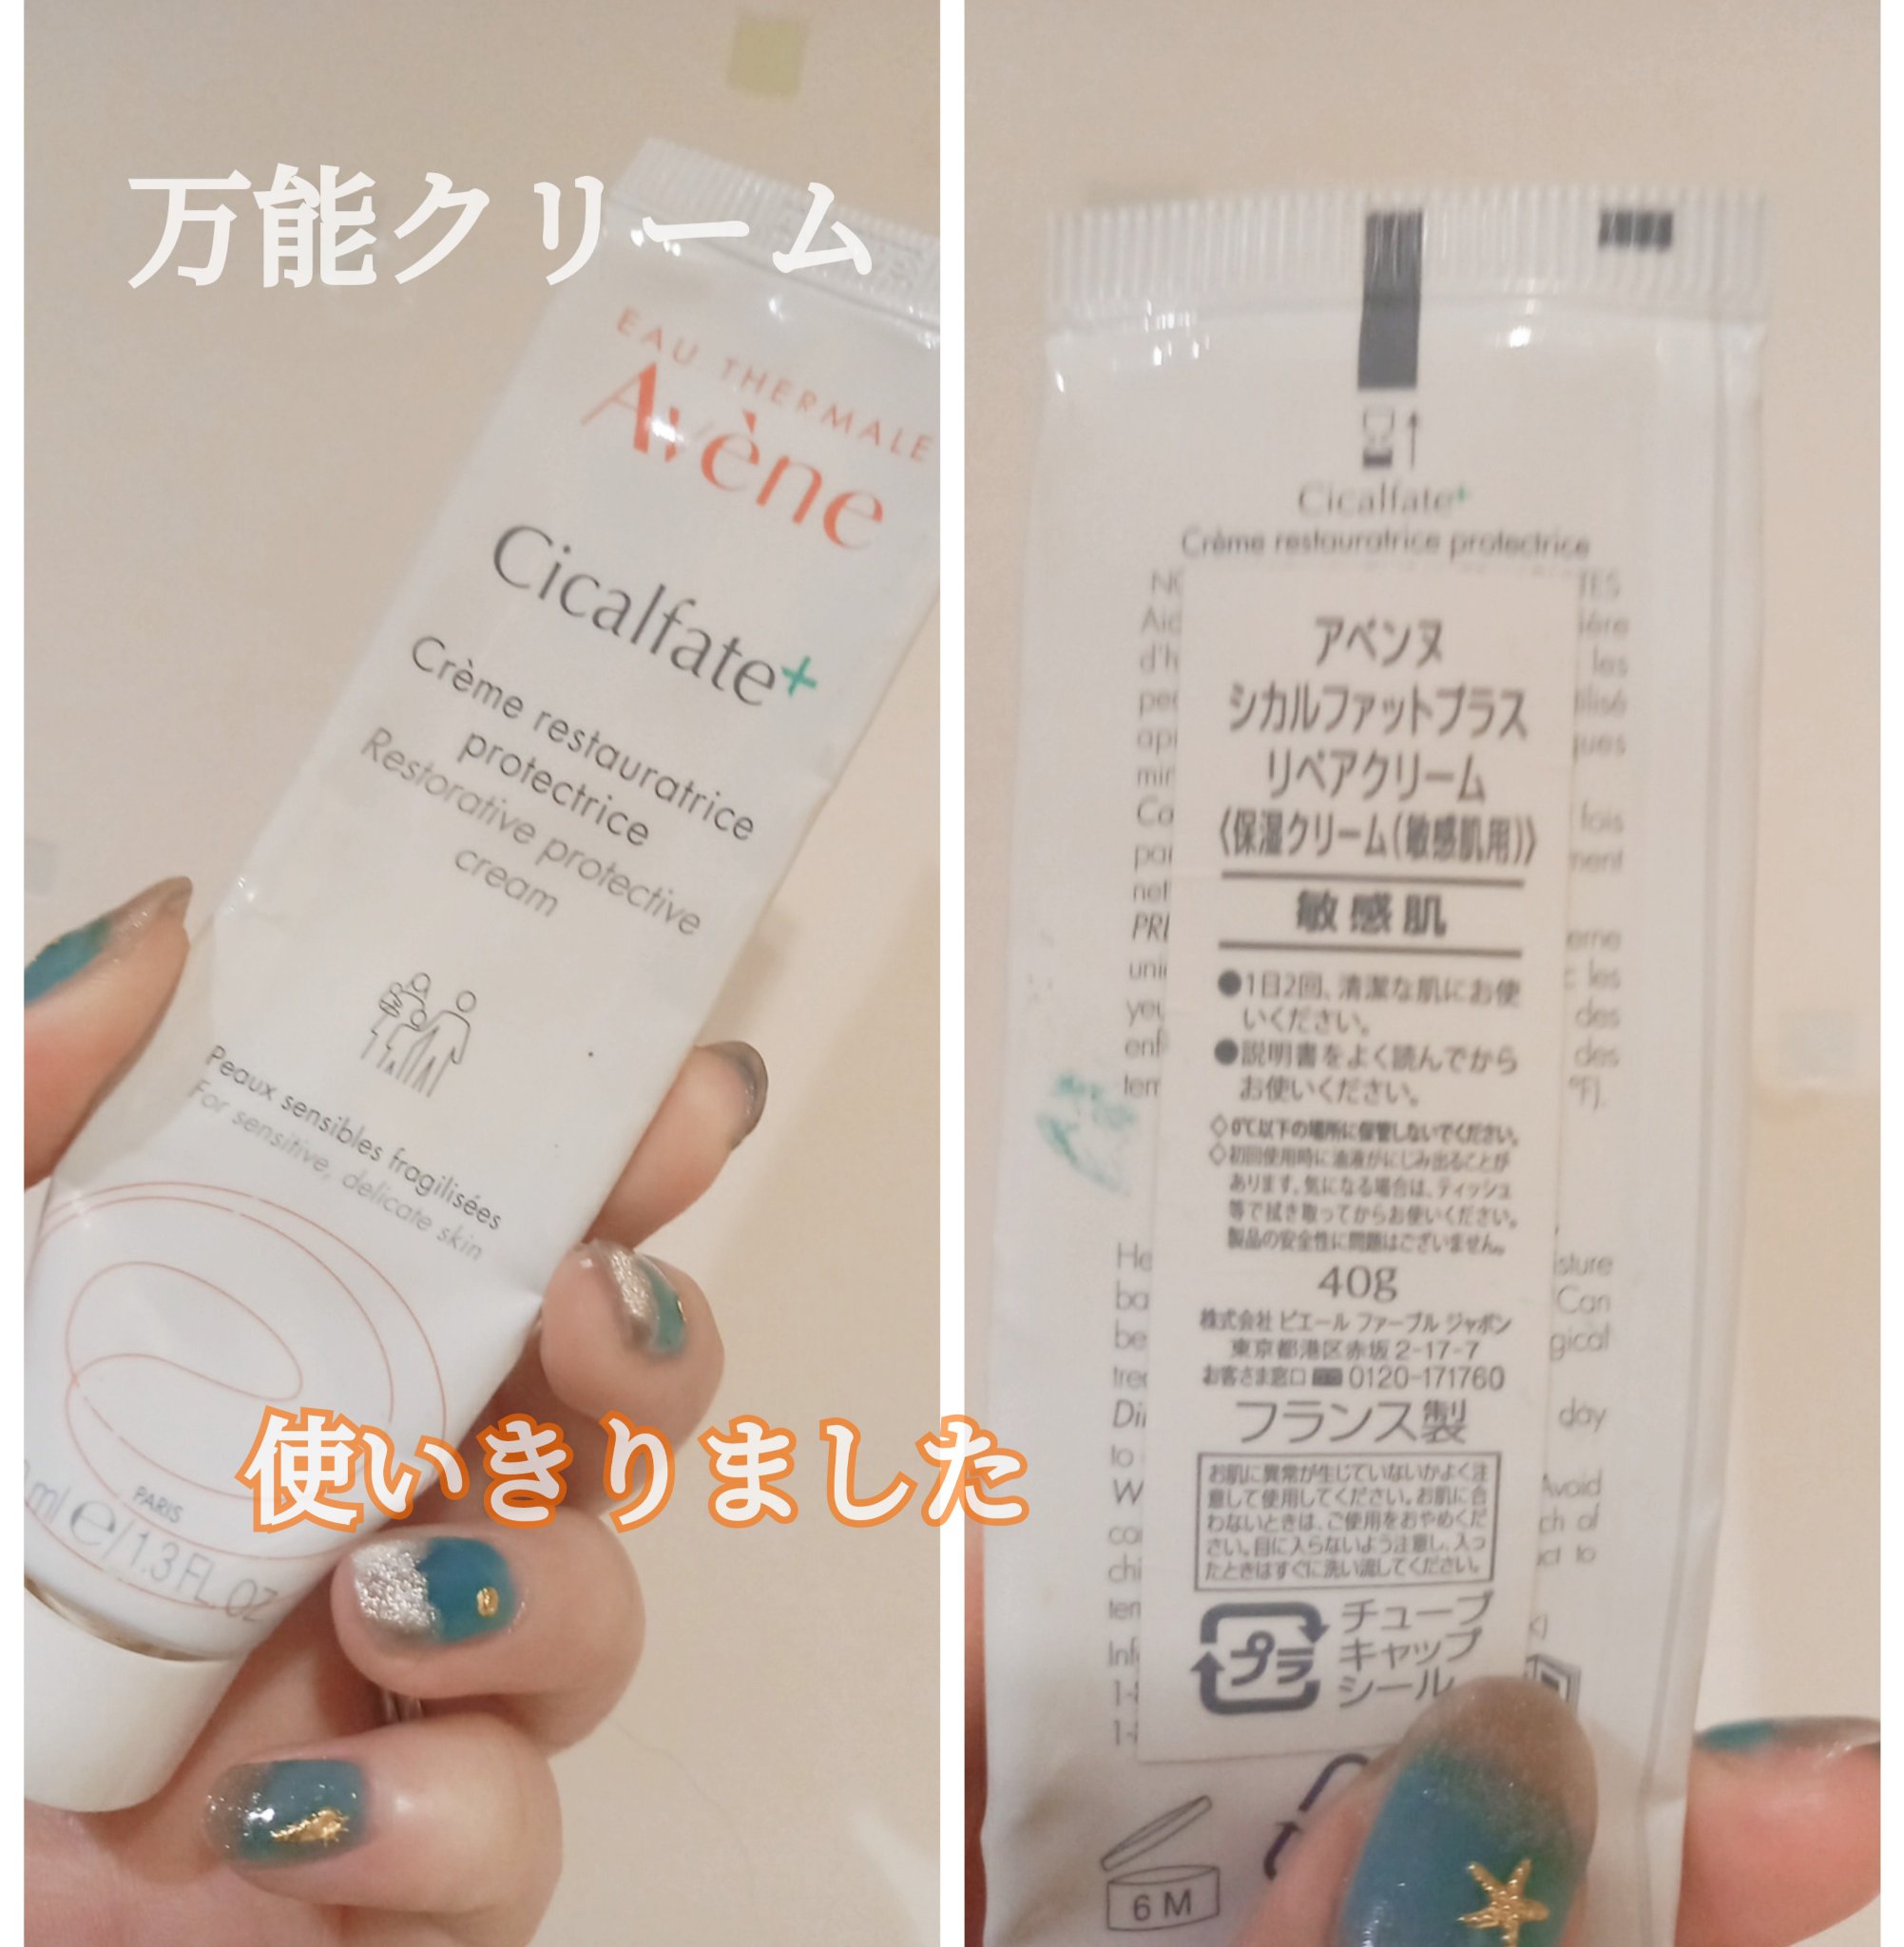 万能クリーム
EAU THERMALE
Avène
Cicalfate+
Crème restauratrice
protectrice
Restorative protective
cream
Peaux sensibles fragilisées
For sensitive, delicate skin
PARIS
ml e/1.3 FL.OZ
使いきりました
Cicalfate+
Crème restauratrice protectrice
アベンヌ
シカルファットプラス
リペアクリーム
《保湿クリーム(敏感肌用)》
敏感肌
●1日2回、清潔な肌にお使
いください。
●説明書をよく読んでから
お使いください。
◇0℃以下の場所に保管しないでください。
◇初回使用時に油液がにじみ出ることが
あります。気になる場合は、ティッシュ
等で拭き取ってからお使いください。
製品の安全性に問題はございません。
40g
株式会社 ピエール ファーブル ジャポン
東京都港区赤坂 2-17-7
お客さま窓口 0120-171760
フランス製
お肌に異常が生じていないかよく注
意して使用してください。お肌に合
わないときは、ご使用をおやめくだ
さい。目に入らないよう注意し、入っ
たときはすぐに洗い流してください。
プラ
チューブ
キャップ
シール
6 M